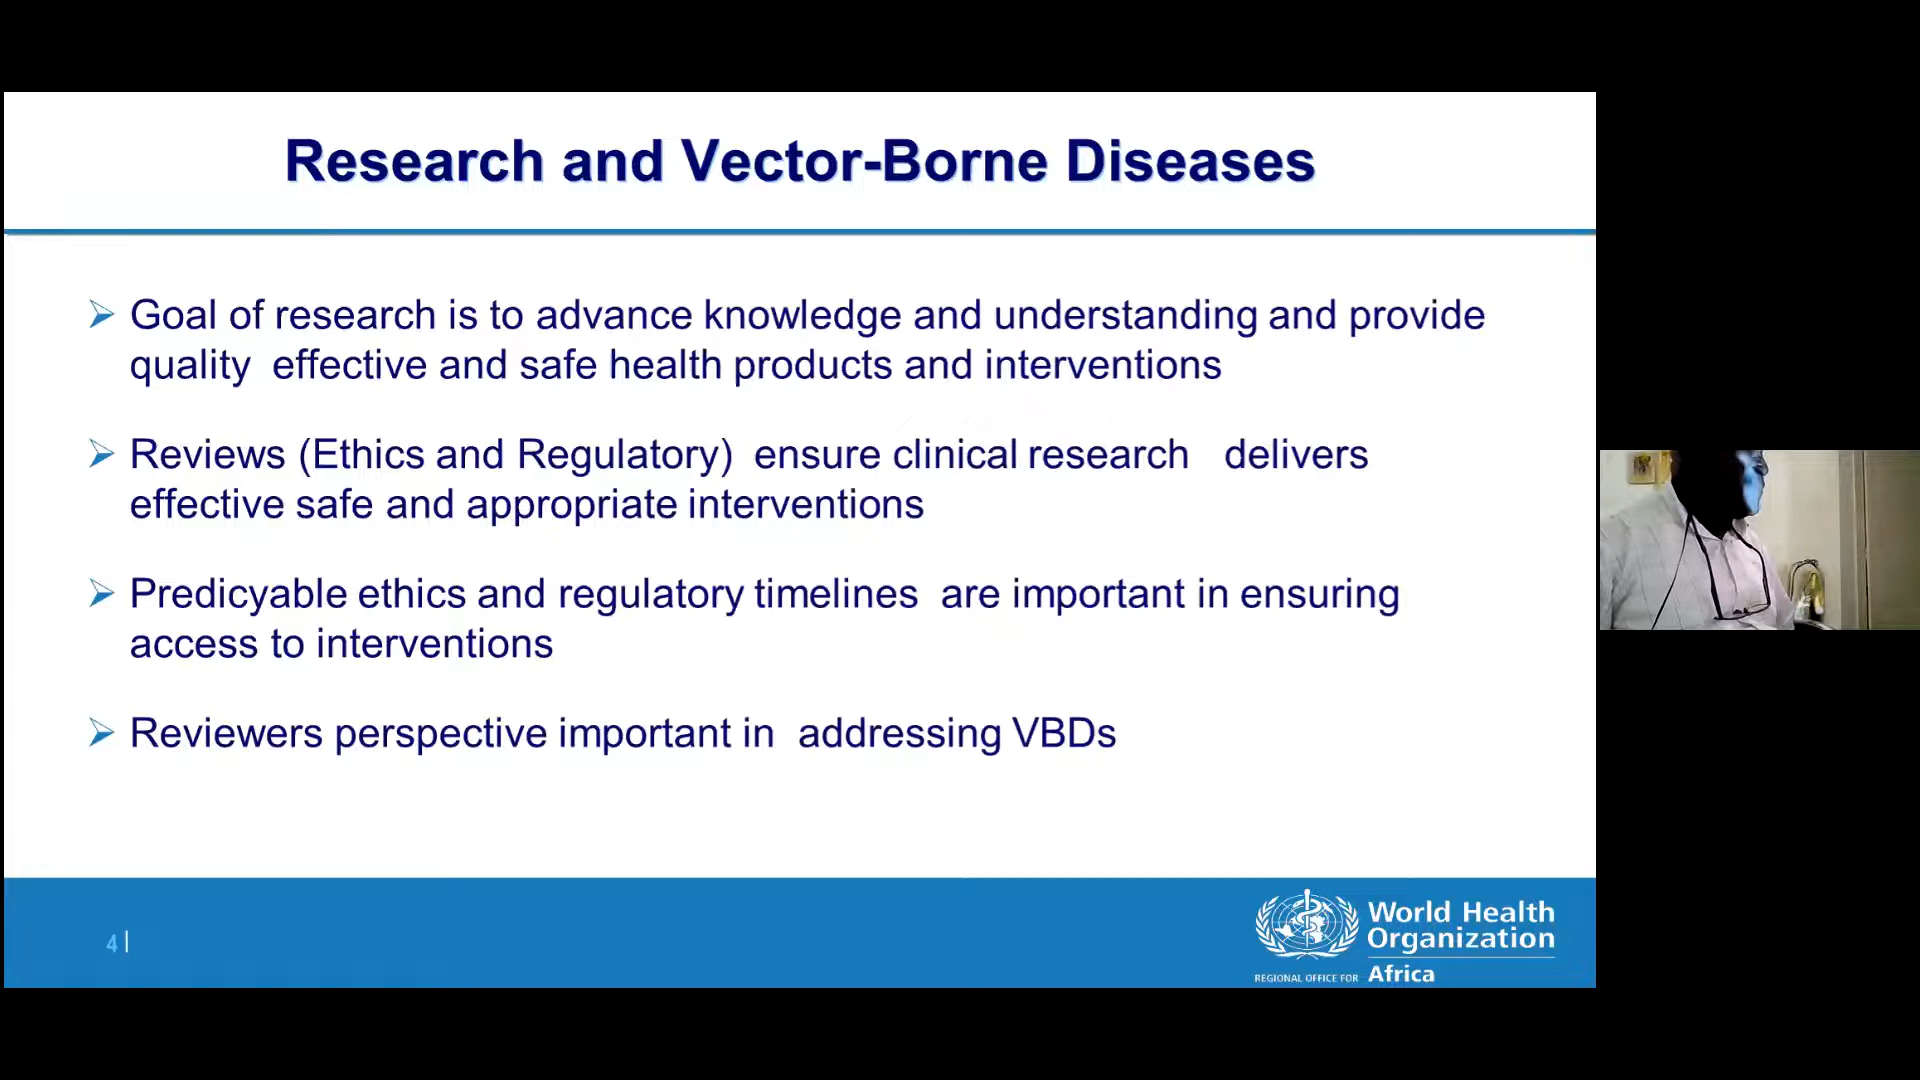 Research and Vector-Borne Diseases
Goal of research is to advance knowledge and understanding and provide
quality  effective and safe health products and interventions
Reviews (Ethics and Regulatory)  ensure clinical research   delivers
effective safe and appropriate interventions
Predicyable ethics and regulatory timelines  are important in ensuring
access to interventions
Reviewers perspective important in  addressing VBDs
4|
World Health
Organization
REGIONAL OFFICE FOR Africa